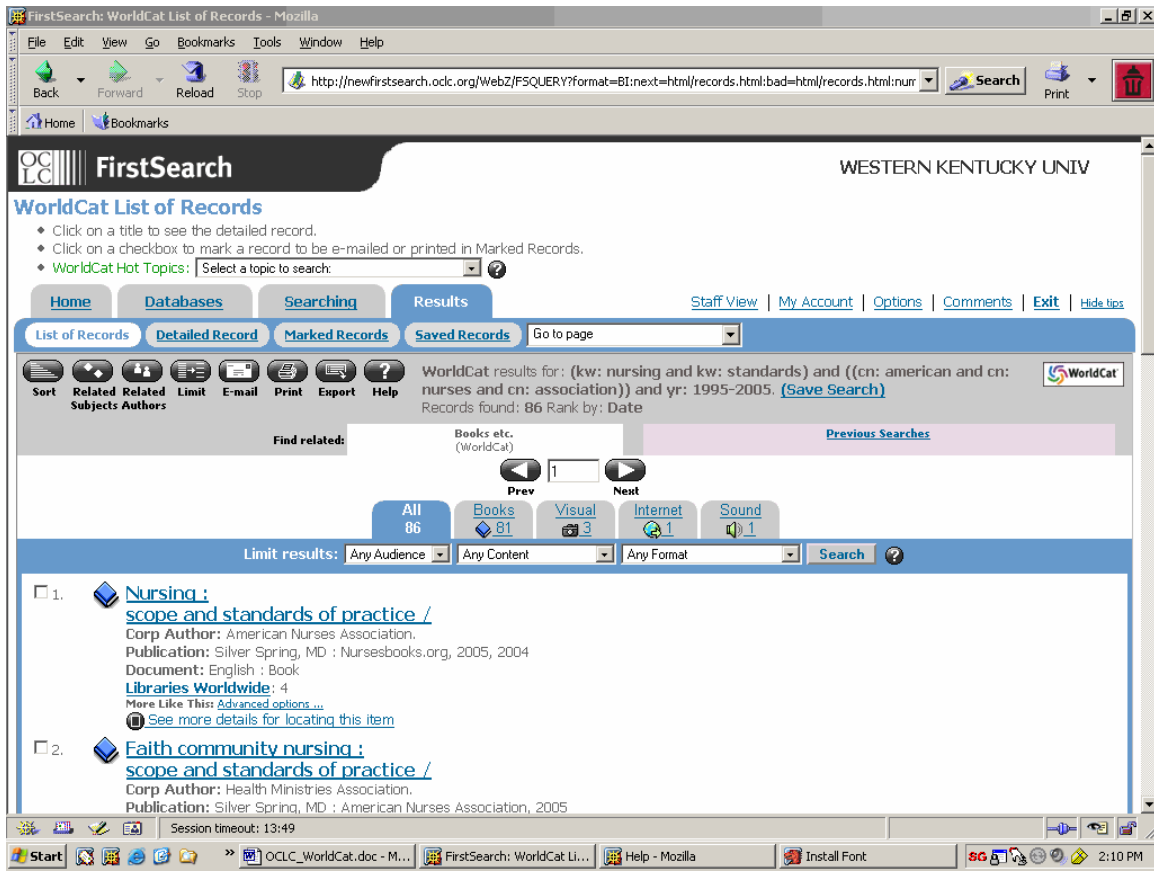 FirstSearch: WorldCat List of Records - Mozilla
File Edit View Go Bookmarks Tools Window Help
Back Forward Reload Stop http://newfirstsearch.oclc.org/WebZ/FSQUERY?format=BI:next=html/records.html:bad=html/records.html:num Search Print
Home Bookmarks
OCLC FirstSearch WESTERN KENTUCKY UNIV
WorldCat List of Records
Click on a title to see the detailed record.
Click on a checkbox to mark a record to be e-mailed or printed in Marked Records.
WorldCat Hot Topics: Select a topic to search: ?
Home Databases Searching Results Staff View | My Account | Options | Comments | Exit | Hide tips
List of Records Detailed Record Marked Records Saved Records Go to page
Sort Related Subjects Related Authors Limit E-mail Print Export Help
WorldCat results for: (kw: nursing and kw: standards) and ((cn: american and cn:
nurses and cn: association)) and yr: 1995-2005. (Save Search)
Records found: 86 Rank by: Date
WorldCat
Find related: Books etc. (WorldCat) Previous Searches
Prev 1 Next
All 86 Books 81 Visual 3 Internet 1 Sound 1
Limit results: Any Audience Any Content Any Format Search ?
1. Nursing :
scope and standards of practice /
Corp Author: American Nurses Association.
Publication: Silver Spring, MD : Nursesbooks.org, 2005, 2004
Document: English : Book
Libraries Worldwide: 4
More Like This: Advanced options ...
See more details for locating this item
2. Faith community nursing :
scope and standards of practice /
Corp Author: Health Ministries Association.
Publication: Silver Spring, MD : American Nurses Association, 2005
Session timeout: 13:49
Start » OCLC_WorldCat.doc - M... FirstSearch: WorldCat Li... Help - Mozilla Install Font SG 2:10 PM